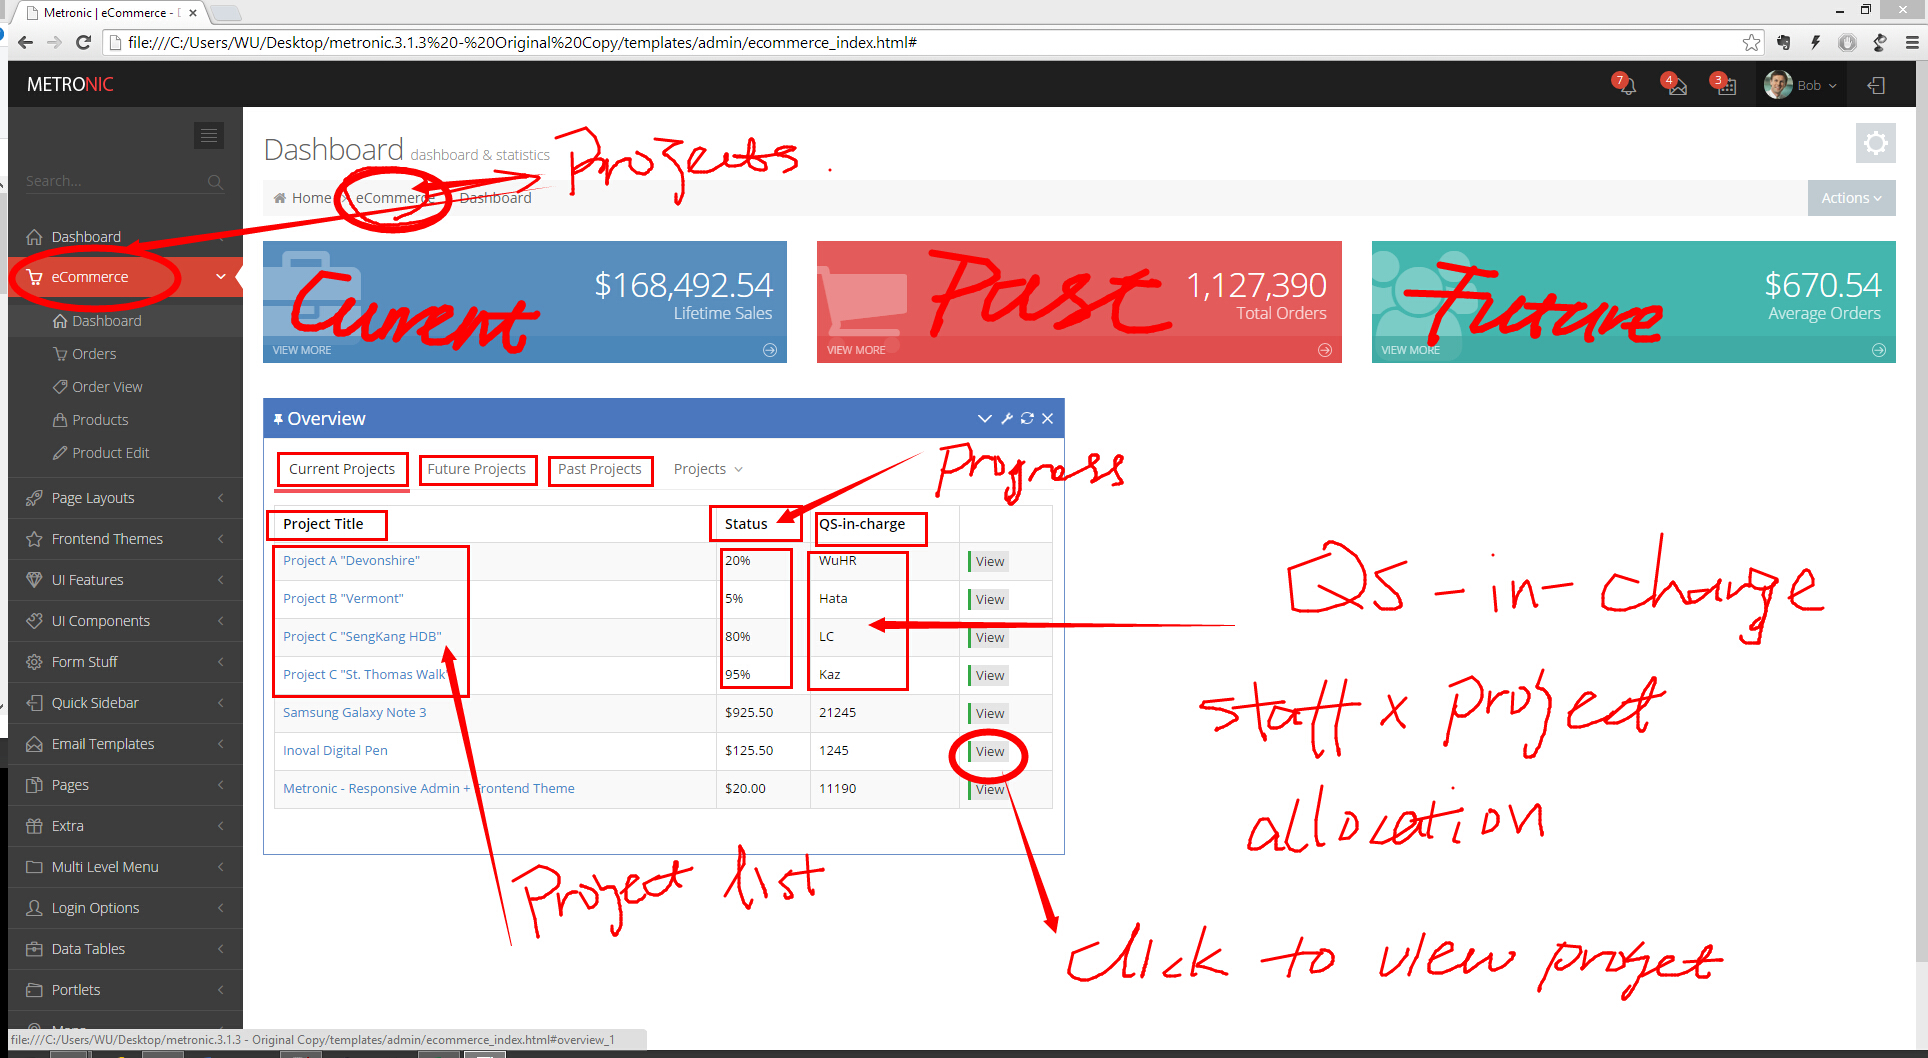 Metronic | eCommerce - D
file:///C:/Users/WU/Desktop/metronic.3.1.3%20-%20Original%20Copy/templates/admin/ecommerce_index.html#
METRONIC
7
4
3
Bob
Dashboard dashboard & statistics
Projects.
Search...
Home eCommerce Dashboard
Actions
Dashboard
eCommerce
Dashboard
Orders
Order View
Products
Product Edit
Page Layouts
Frontend Themes
UI Features
UI Components
Form Stuff
Quick Sidebar
Email Templates
Pages
Extra
Multi Level Menu
Login Options
Data Tables
Portlets
Maps
Current
$168,492.54
Lifetime Sales
VIEW MORE
Past
1,127,390
Total Orders
VIEW MORE
Future
$670.54
Average Orders
VIEW MORE
Overview
Current Projects Future Projects Past Projects Projects
Progress
Project Title Status QS-in-charge
Project A "Devonshire" 20% WuHR View
Project B "Vermont" 5% Hata View
Project C "SengKang HDB" 80% LC View
Project C "St. Thomas Walk" 95% Kaz View
Samsung Galaxy Note 3 $925.50 21245 View
Inoval Digital Pen $125.50 1245 View
Metronic - Responsive Admin + Frontend Theme $20.00 11190 View
QS-in-charge
staff x project
allocation
Project list
Click to view project
file:///C:/Users/WU/Desktop/metronic.3.1.3 - Original Copy/templates/admin/ecommerce_index.html#overview_1